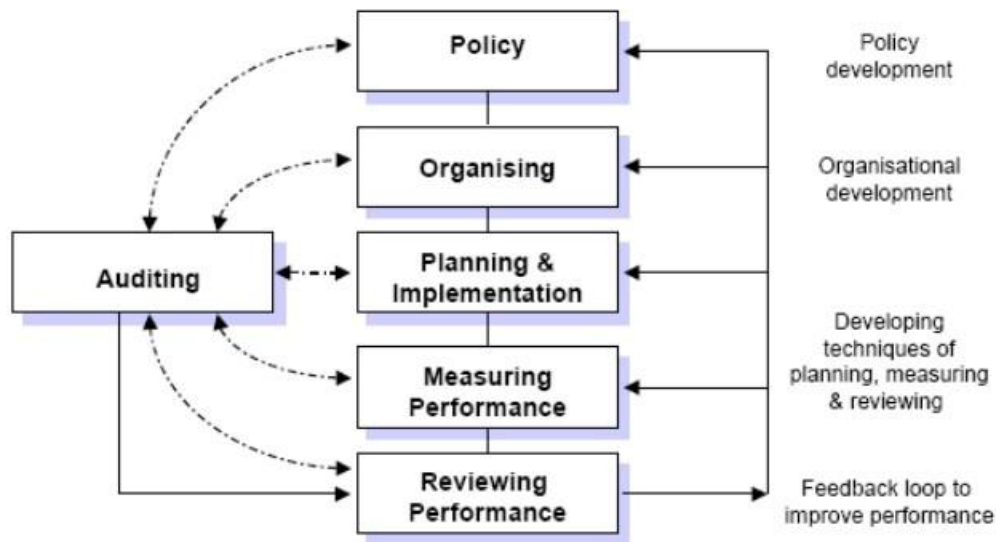 Policy
Policy
development
Organising
Organisational
development
Auditing
Planning &
Implementation
Developing
techniques of
planning, measuring
& reviewing
Measuring
Performance
Reviewing
Performance
Feedback loop to
improve performance